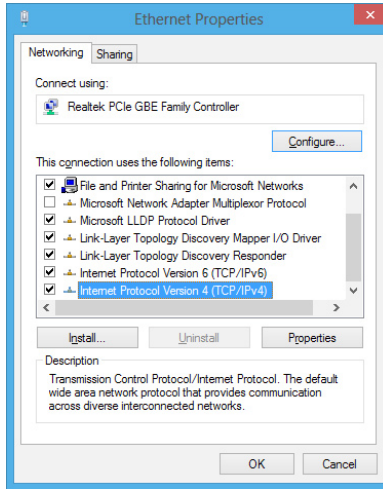 Ethernet Properties
Networking
Sharing
Connect using:
Realtek PCIe GBE Family Controller
Configure...
This connection uses the following items:
File and Printer Sharing for Microsoft Networks
Microsoft Network Adapter Multiplexor Protocol
Microsoft LLDP Protocol Driver
Link-Layer Topology Discovery Mapper I/O Driver
Link-Layer Topology Discovery Responder
Internet Protocol Version 6 (TCP/IPv6)
Internet Protocol Version 4 (TCP/IPv4)
Install...
Uninstall
Properties
Description
Transmission Control Protocol/Internet Protocol. The default
wide area network protocol that provides communication
across diverse interconnected networks.
OK
Cancel